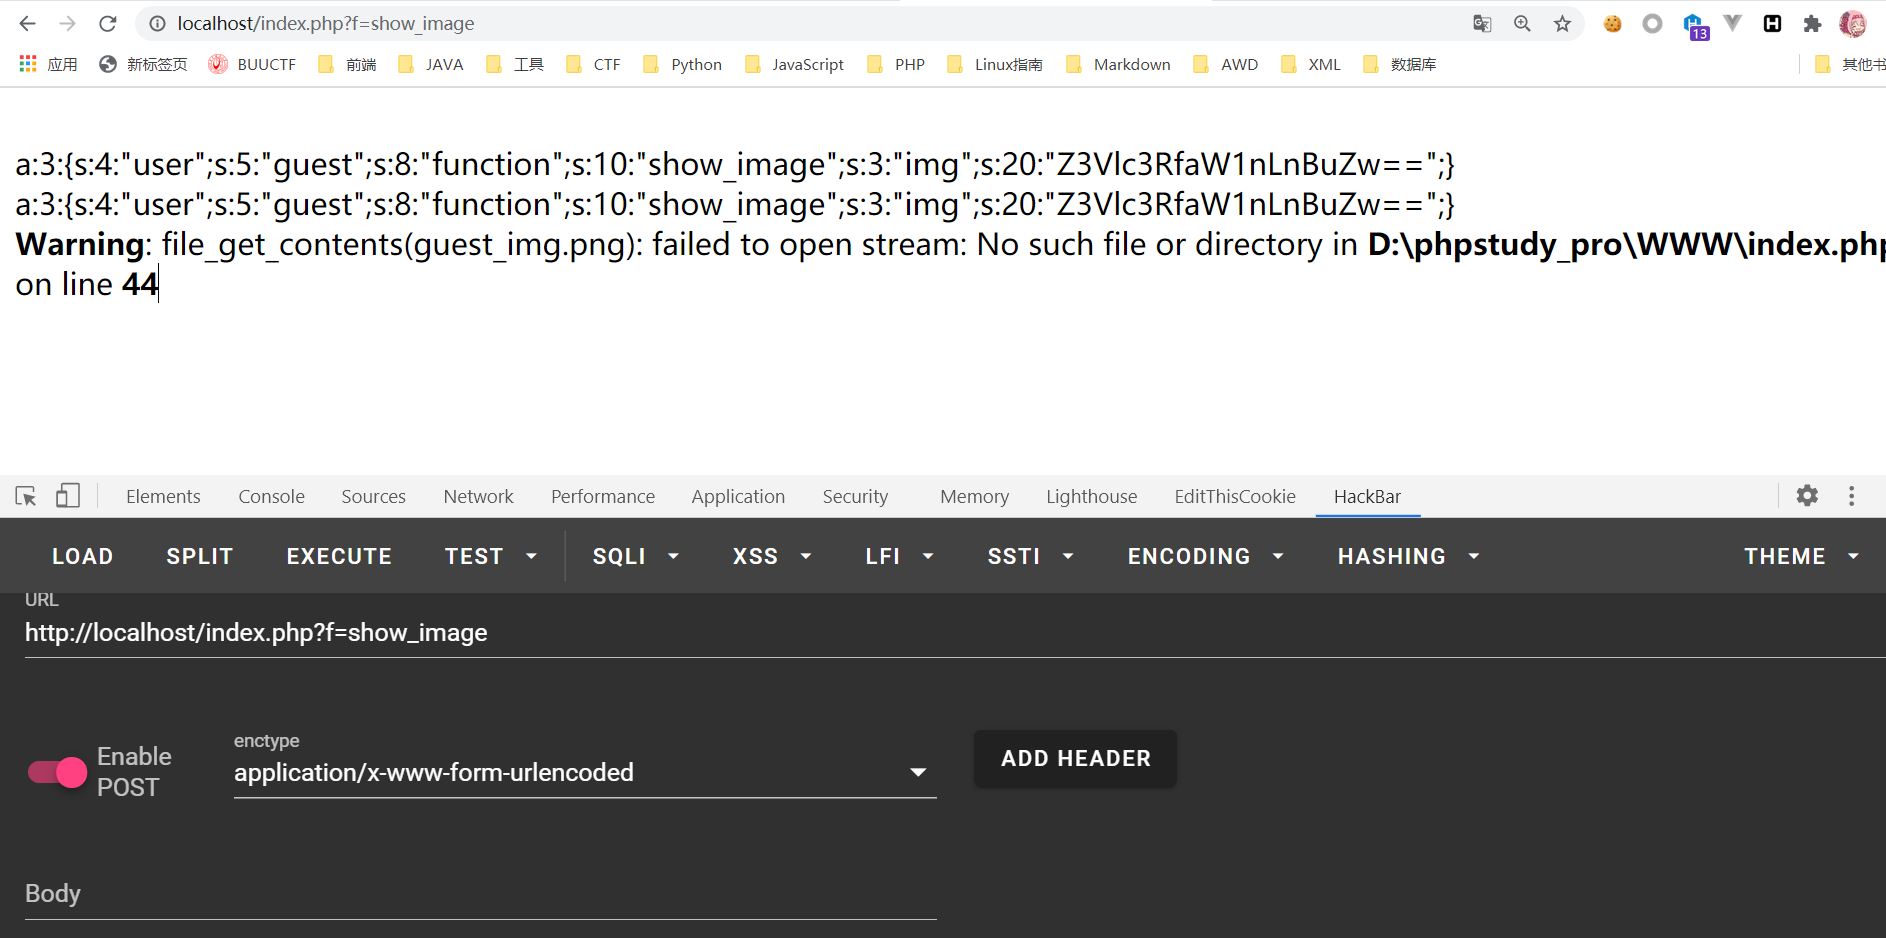 localhost/index.php?f=show_image
13
应用 新标签页 BUUCTF 前端 JAVA 工具 CTF Python JavaScript PHP Linux指南 Markdown AWD XML 数据库 其他书
a:3:{s:4:"user";s:5:"guest";s:8:"function";s:10:"show_image";s:3:"img";s:20:"Z3Vlc3RfaW1nLnBuZw==";}
a:3:{s:4:"user";s:5:"guest";s:8:"function";s:10:"show_image";s:3:"img";s:20:"Z3Vlc3RfaW1nLnBuZw==";}
Warning: file_get_contents(guest_img.png): failed to open stream: No such file or directory in D:\phpstudy_pro\WWW\index.php
on line 44
Elements Console Sources Network Performance Application Security Memory Lighthouse EditThisCookie HackBar
LOAD SPLIT EXECUTE TEST SQLI XSS LFI SSTI ENCODING HASHING THEME
URL
http://localhost/index.php?f=show_image
Enable
POST
enctype
application/x-www-form-urlencoded
ADD HEADER
Body